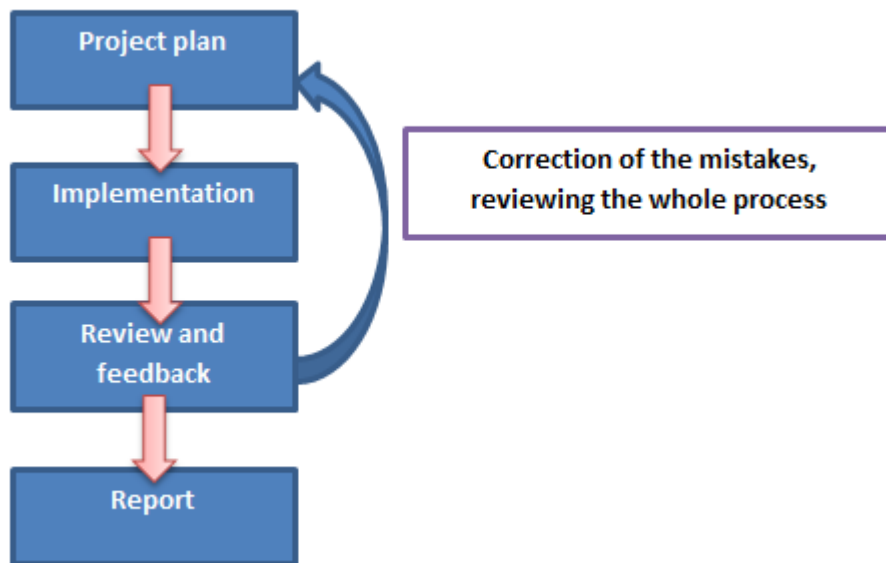 Project plan
Correction of the mistakes,
reviewing the whole process
Implementation
Review and
feedback
Report